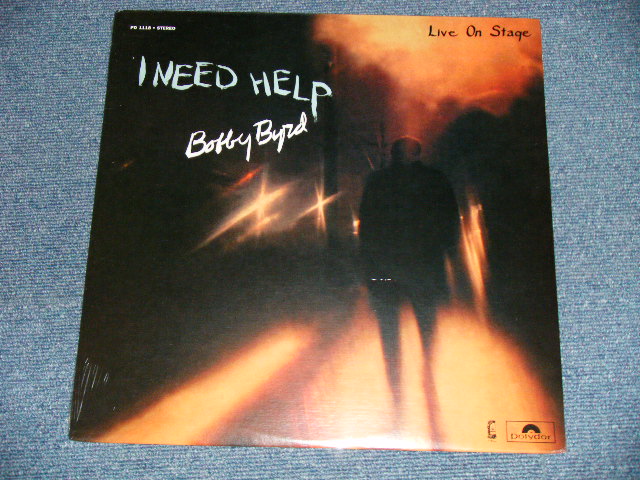 PD 1118 • STEREO
Live On Stage
I NEED HELP
Bobby Byrd
polydor